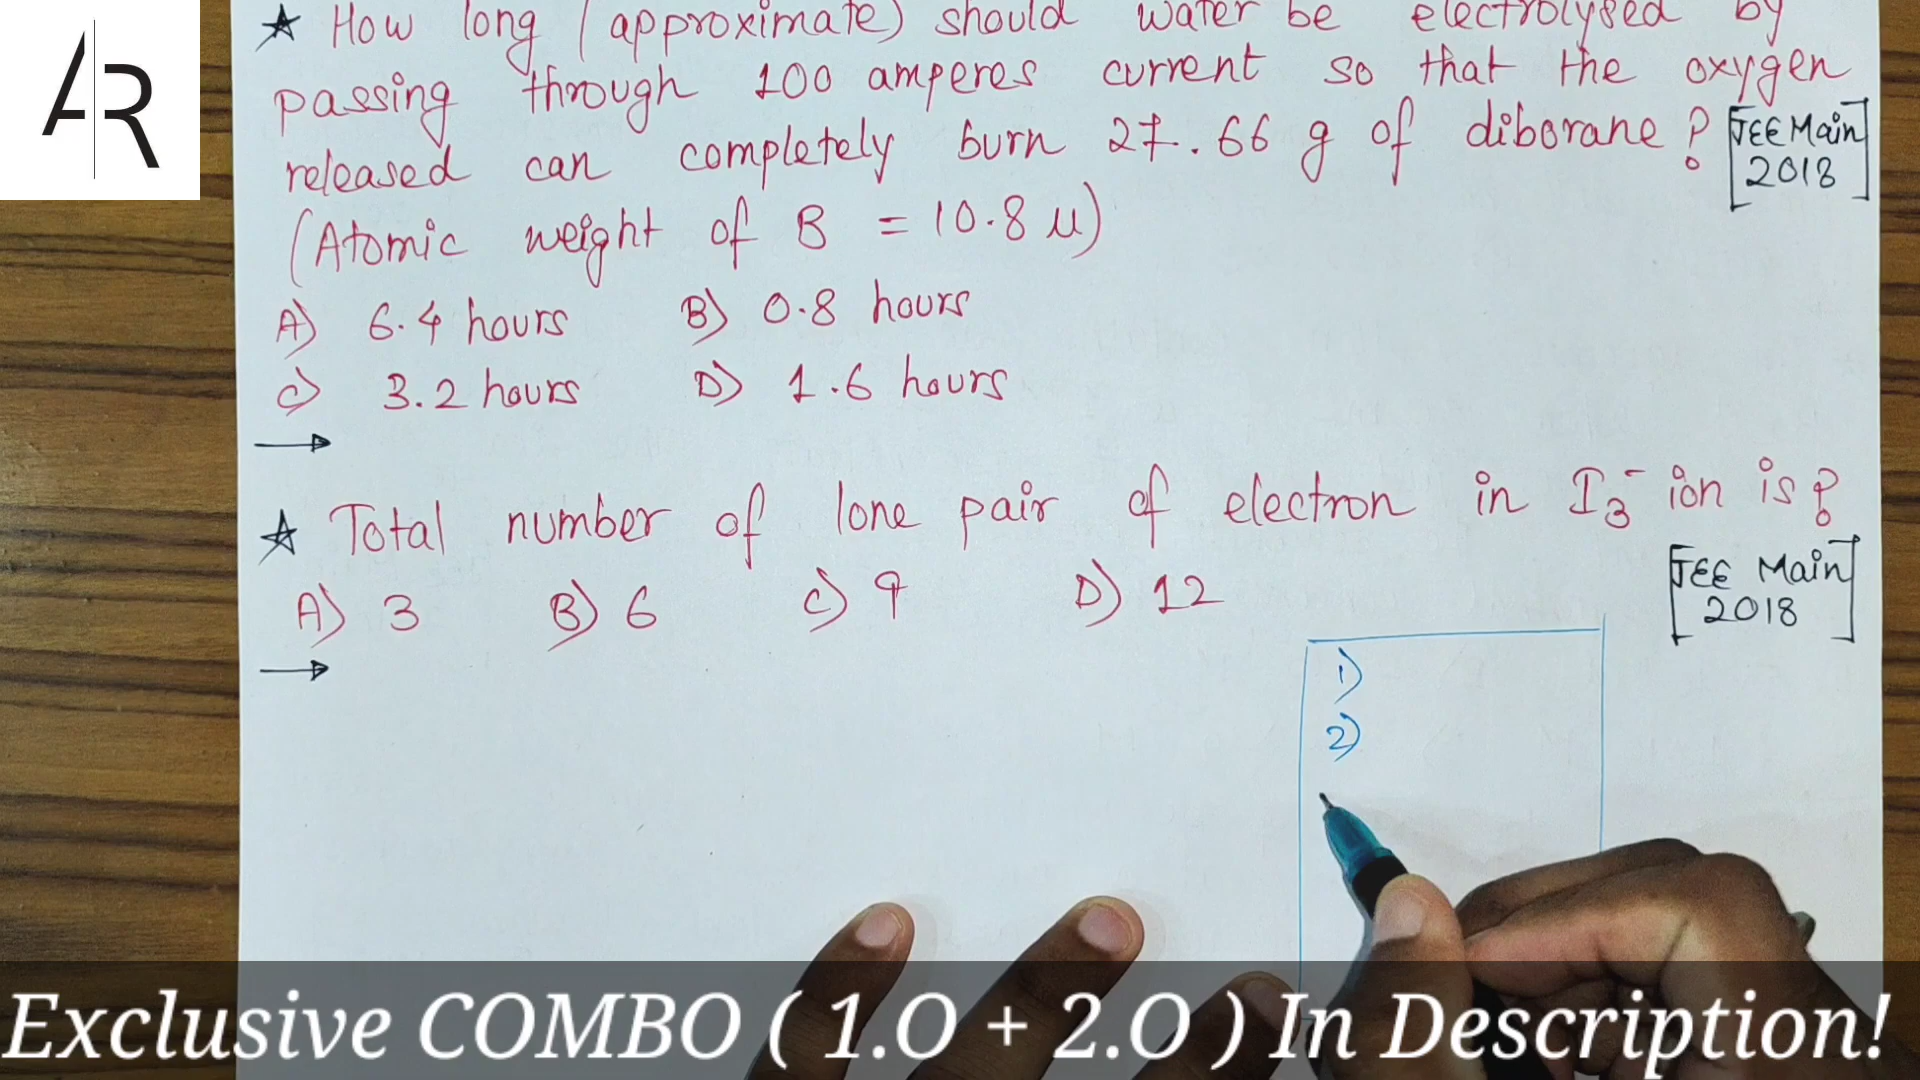 AR
★ How long (approximate) should water be electrolysed by
passing through 100 amperes current so that the oxygen
released can completely burn 27.66 g of diborane?
[JEE Main
2018]
(Atomic weight of B = 10.8 u)
A) 6.4 hours B) 0.8 hours
C) 3.2 hours D) 1.6 hours
→
★ Total number of lone pair of electron in I3⁻ ion is?
[JEE Main
2018]
A) 3 B) 6 C) 9 D) 12
→
1)
2)
Exclusive COMBO ( 1.O + 2.O ) In Description!